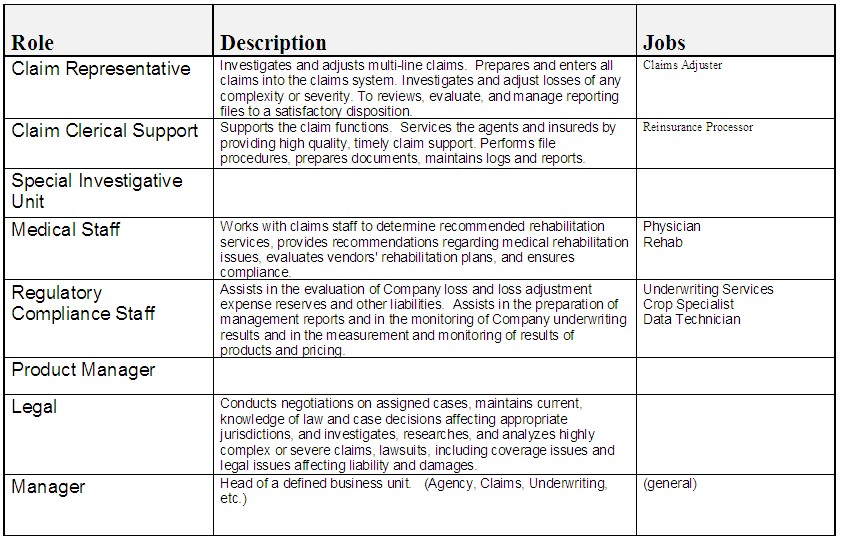 Role Description Jobs
Claim Representative
Investigates and adjusts multi-line claims. Prepares and enters all
claims into the claims system. Investigates and adjust losses of any
complexity or severity. To reviews, evaluate, and manage reporting
files to a satisfactory disposition.
Claims Adjuster
Claim Clerical Support
Supports the claim functions. Services the agents and insureds by
providing high quality, timely claim support. Performs file
procedures, prepares documents, maintains logs and reports.
Reinsurance Processor
Special Investigative
Unit
Medical Staff
Works with claims staff to determine recommended rehabilitation
services, provides recommendations regarding medical rehabilitation
issues, evaluates vendors' rehabilitation plans, and ensures
compliance.
Physician
Rehab
Regulatory
Compliance Staff
Assists in the evaluation of Company loss and loss adjustment
expense reserves and other liabilities. Assists in the preparation of
management reports and in the monitoring of Company underwriting
results and in the measurement and monitoring of results of
products and pricing.
Underwriting Services
Crop Specialist
Data Technician
Product Manager
Legal
Conducts negotiations on assigned cases, maintains current,
knowledge of law and case decisions affecting appropriate
jurisdictions, and investigates, researches, and analyzes highly
complex or severe claims, lawsuits, including coverage issues and
legal issues affecting liability and damages.
Manager
Head of a defined business unit. (Agency, Claims, Underwriting,
etc.)
(general)